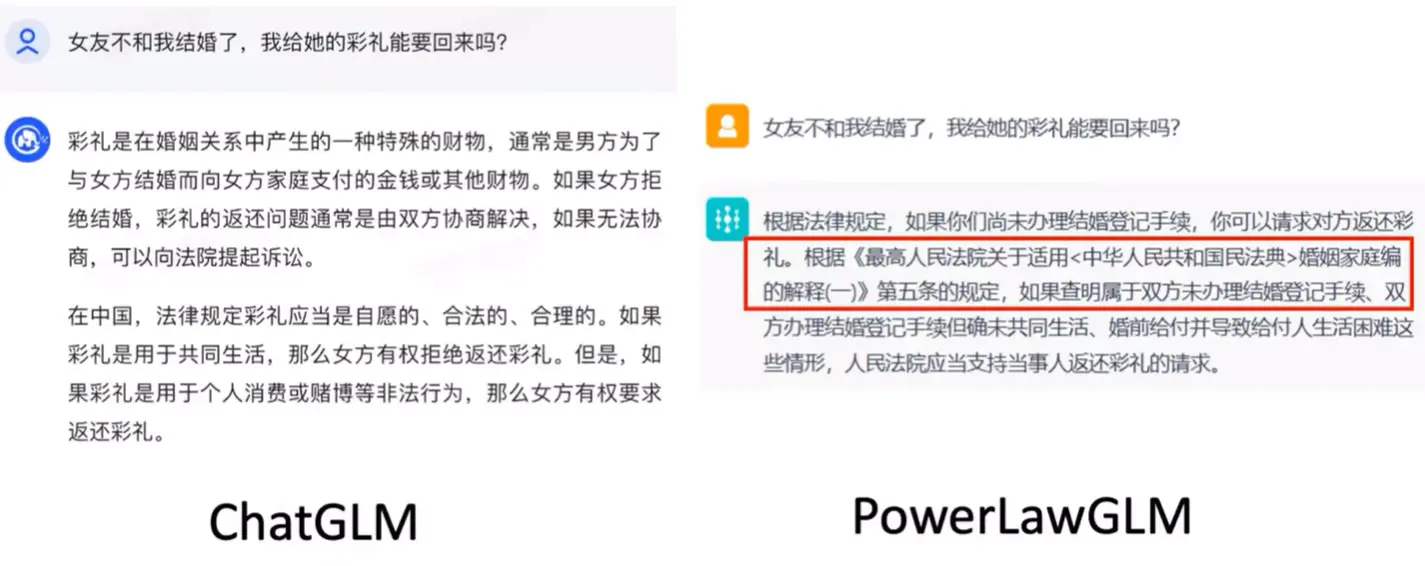 女友不和我结婚了，我给她的彩礼能要回来吗？
彩礼是在婚姻关系中产生的一种特殊的财物，通常是男方为了
与女方结婚而向女方家庭支付的金钱或其他财物。如果女方拒
绝结婚，彩礼的返还问题通常是由双方协商解决，如果无法协
商，可以向法院提起诉讼。
在中国，法律规定彩礼应当是自愿的、合法的、合理的。如果
彩礼是用于共同生活，那么女方有权拒绝返还彩礼。但是，如
果彩礼是用于个人消费或赌博等非法行为，那么女方有权要求
返还彩礼。
ChatGLM
女友不和我结婚了，我给她的彩礼能要回来吗？
根据法律规定，如果你们尚未办理结婚登记手续，你可以请求对方返还彩
礼。根据《最高人民法院关于适用<中华人民共和国民法典>婚姻家庭编
的解释(一)》第五条的规定，如果查明属于双方未办理结婚登记手续、双
方办理结婚登记手续但确未共同生活、婚前给付并导致给付人生活困难这
些情形，人民法院应当支持当事人返还彩礼的请求。
PowerLawGLM